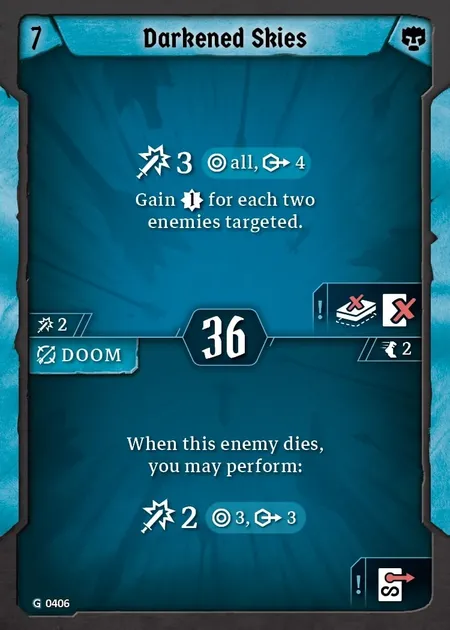 7 Darkened Skies
3 all, 4
Gain 1 for each two
enemies targeted.
2
36
DOOM
2
When this enemy dies,
you may perform:
2 3, 3
G 0406